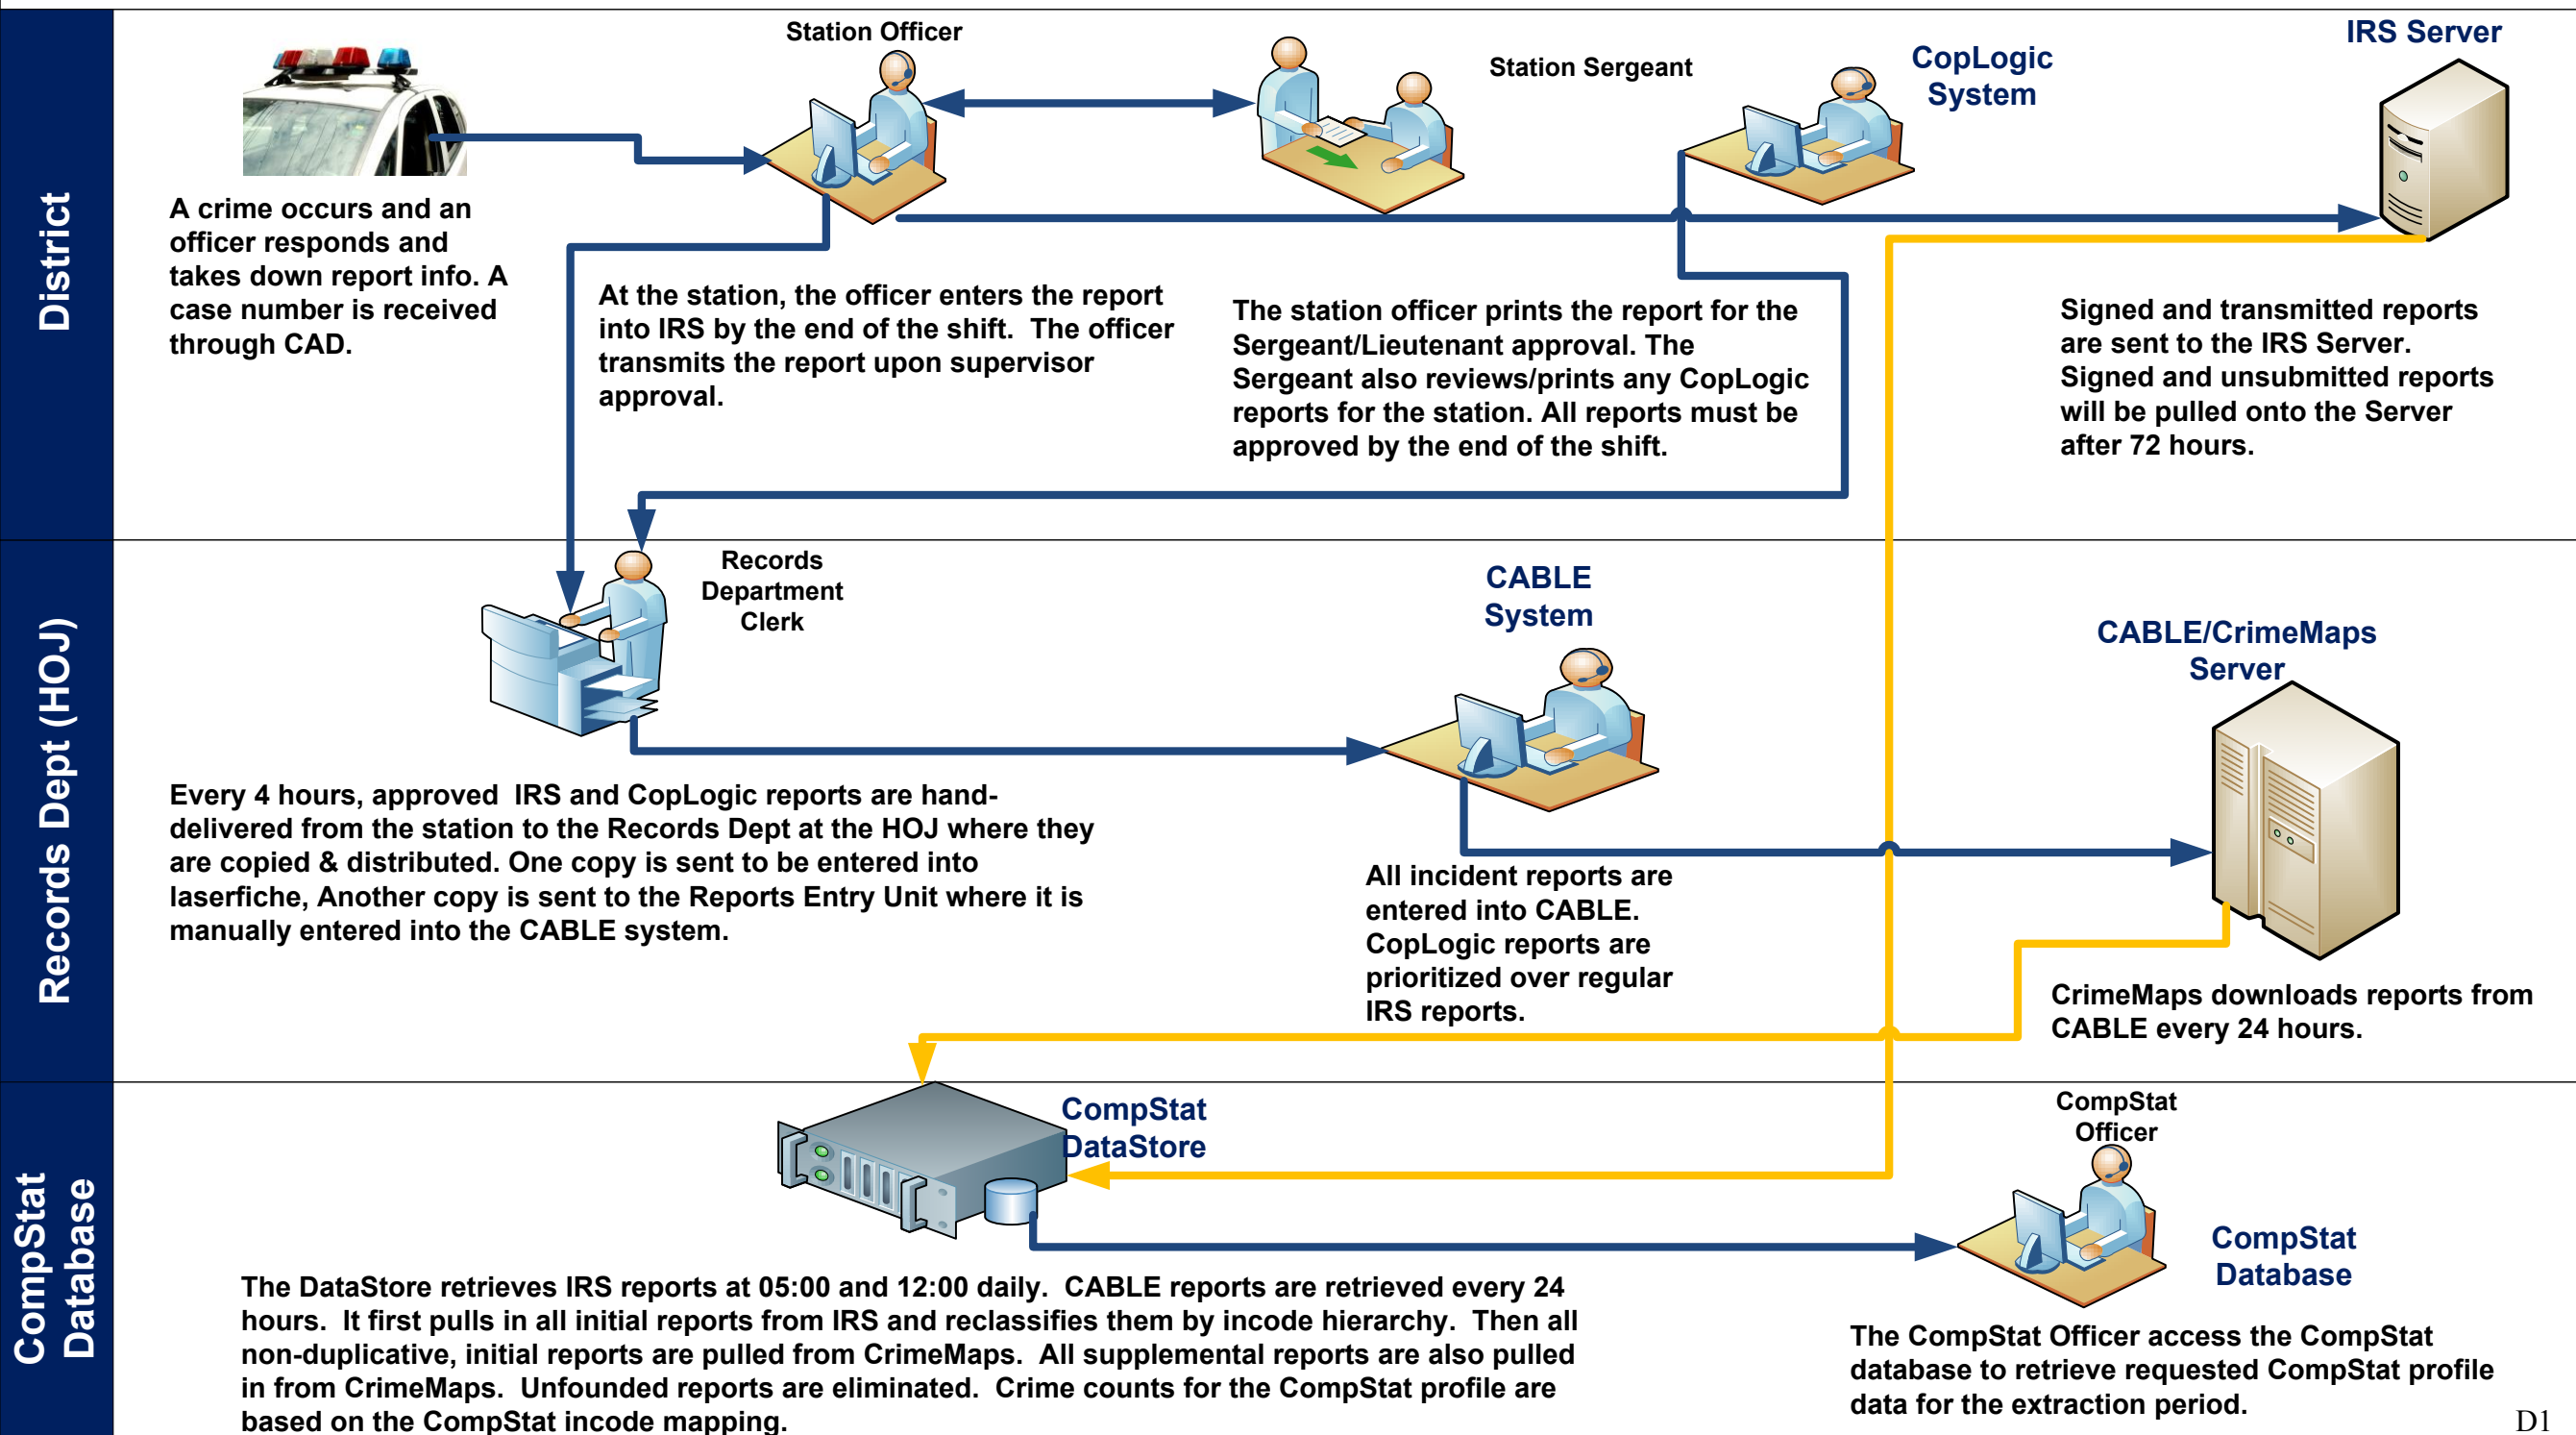 District
Station Officer
Station Sergeant
CopLogic
System
IRS Server
A crime occurs and an
officer responds and
takes down report info. A
case number is received
through CAD.
At the station, the officer enters the report
into IRS by the end of the shift. The officer
transmits the report upon supervisor
approval.
The station officer prints the report for the
Sergeant/Lieutenant approval. The
Sergeant also reviews/prints any CopLogic
reports for the station. All reports must be
approved by the end of the shift.
Signed and transmitted reports
are sent to the IRS Server.
Signed and unsubmitted reports
will be pulled onto the Server
after 72 hours.
Records Dept (HOJ)
Records
Department
Clerk
CABLE
System
CABLE/CrimeMaps
Server
Every 4 hours, approved IRS and CopLogic reports are hand-
delivered from the station to the Records Dept at the HOJ where they
are copied & distributed. One copy is sent to be entered into
laserfiche, Another copy is sent to the Reports Entry Unit where it is
manually entered into the CABLE system.
All incident reports are
entered into CABLE.
CopLogic reports are
prioritized over regular
IRS reports.
CrimeMaps downloads reports from
CABLE every 24 hours.
CompStat
Database
CompStat
DataStore
CompStat
Officer
CompStat
Database
The DataStore retrieves IRS reports at 05:00 and 12:00 daily. CABLE reports are retrieved every 24
hours. It first pulls in all initial reports from IRS and reclassifies them by incode hierarchy. Then all
non-duplicative, initial reports are pulled from CrimeMaps. All supplemental reports are also pulled
in from CrimeMaps. Unfounded reports are eliminated. Crime counts for the CompStat profile are
based on the CompStat incode mapping.
The CompStat Officer access the CompStat
database to retrieve requested CompStat profile
data for the extraction period.
D1